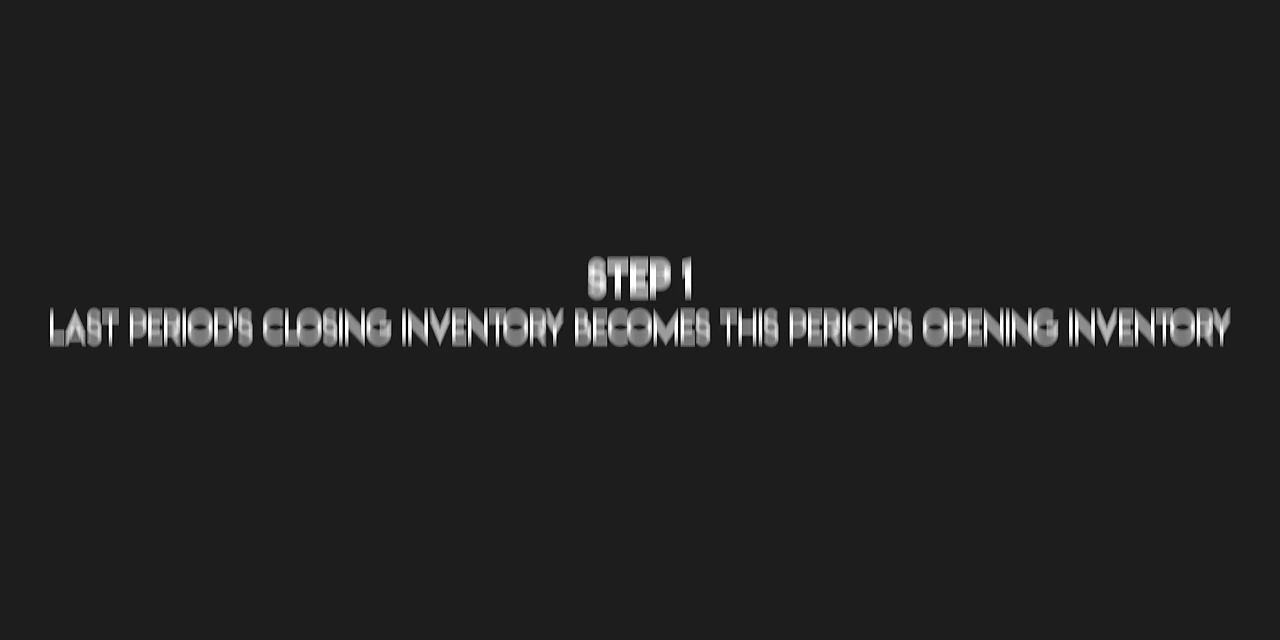 STEP 1
LAST PERIOD'S CLOSING INVENTORY BECOMES THIS PERIOD'S OPENING INVENTORY